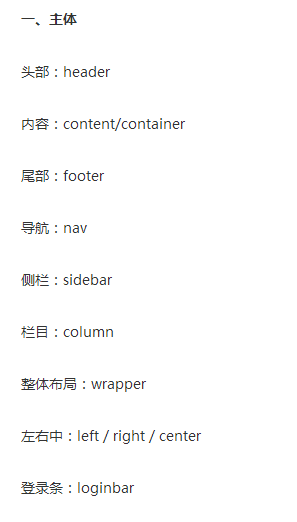 一、主体
头部：header
内容：content/container
尾部：footer
导航：nav
侧栏：sidebar
栏目：column
整体布局：wrapper
左右中：left / right / center
登录条：loginbar